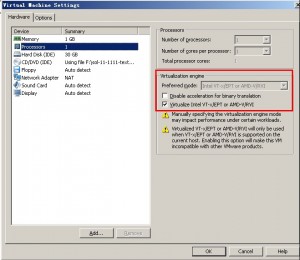 Virtual Machine Settings
Hardware Options
Device Summary
Memory 1 GB
Processors 1
Hard Disk (IDE) 30 GB
CD/DVD (IDE) Using file F:\sol-11-1111-text...
Floppy Auto detect
Network Adapter NAT
Sound Card Auto detect
Display Auto detect
Add... Remove
Processors
Number of processors: 1
Number of cores per processor: 1
Total processor cores: 1
Virtualization engine
Preferred mode: Intel VT-x/EPT or AMD-V/RVI
Disable acceleration for binary translation
Virtualize Intel VT-x/EPT or AMD-V/RVI
Manually specifying the virtualization engine
mode may impact performance under certain workloads.
Virtualized VT-x/EPT or AMD-V/RVI will only be used
when VT-x/EPT or AMD-V/RVI is supported on the
current host. Enabling this option will make this VM
incompatible with other VMware products.
OK Cancel Help